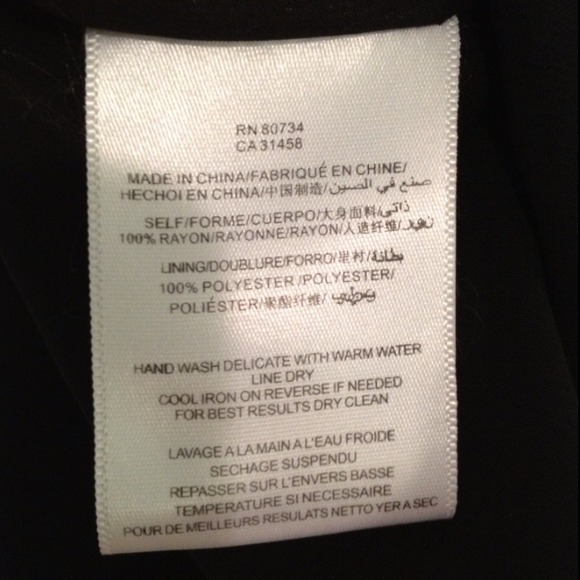 RN 80734
CA 31458
MADE IN CHINA/FABRIQUÉ EN CHINE/
HECHOI EN CHINA/中国制造/صنع في الصين
SELF/FORME/CUERPO/大身面料/ذاتى
100% RAYON/RAYONNE/RAYON/人造纤维/
LINING/DOUBLURE/FORRO/里衬/بطانة
100% POLYESTER /POLYESTER/
POLIÉSTER/聚酯纤维/
HAND WASH DELICATE WITH WARM WATER
LINE DRY
COOL IRON ON REVERSE IF NEEDED
FOR BEST RESULTS DRY CLEAN
LAVAGE A LA MAIN A L'EAU FROIDE
SECHAGE SUSPENDU
REPASSER SUR L'ENVERS BASSE
TEMPERATURE SI NECESSAIRE
POUR DE MEILLEURS RESULATS NETTO YER A SEC